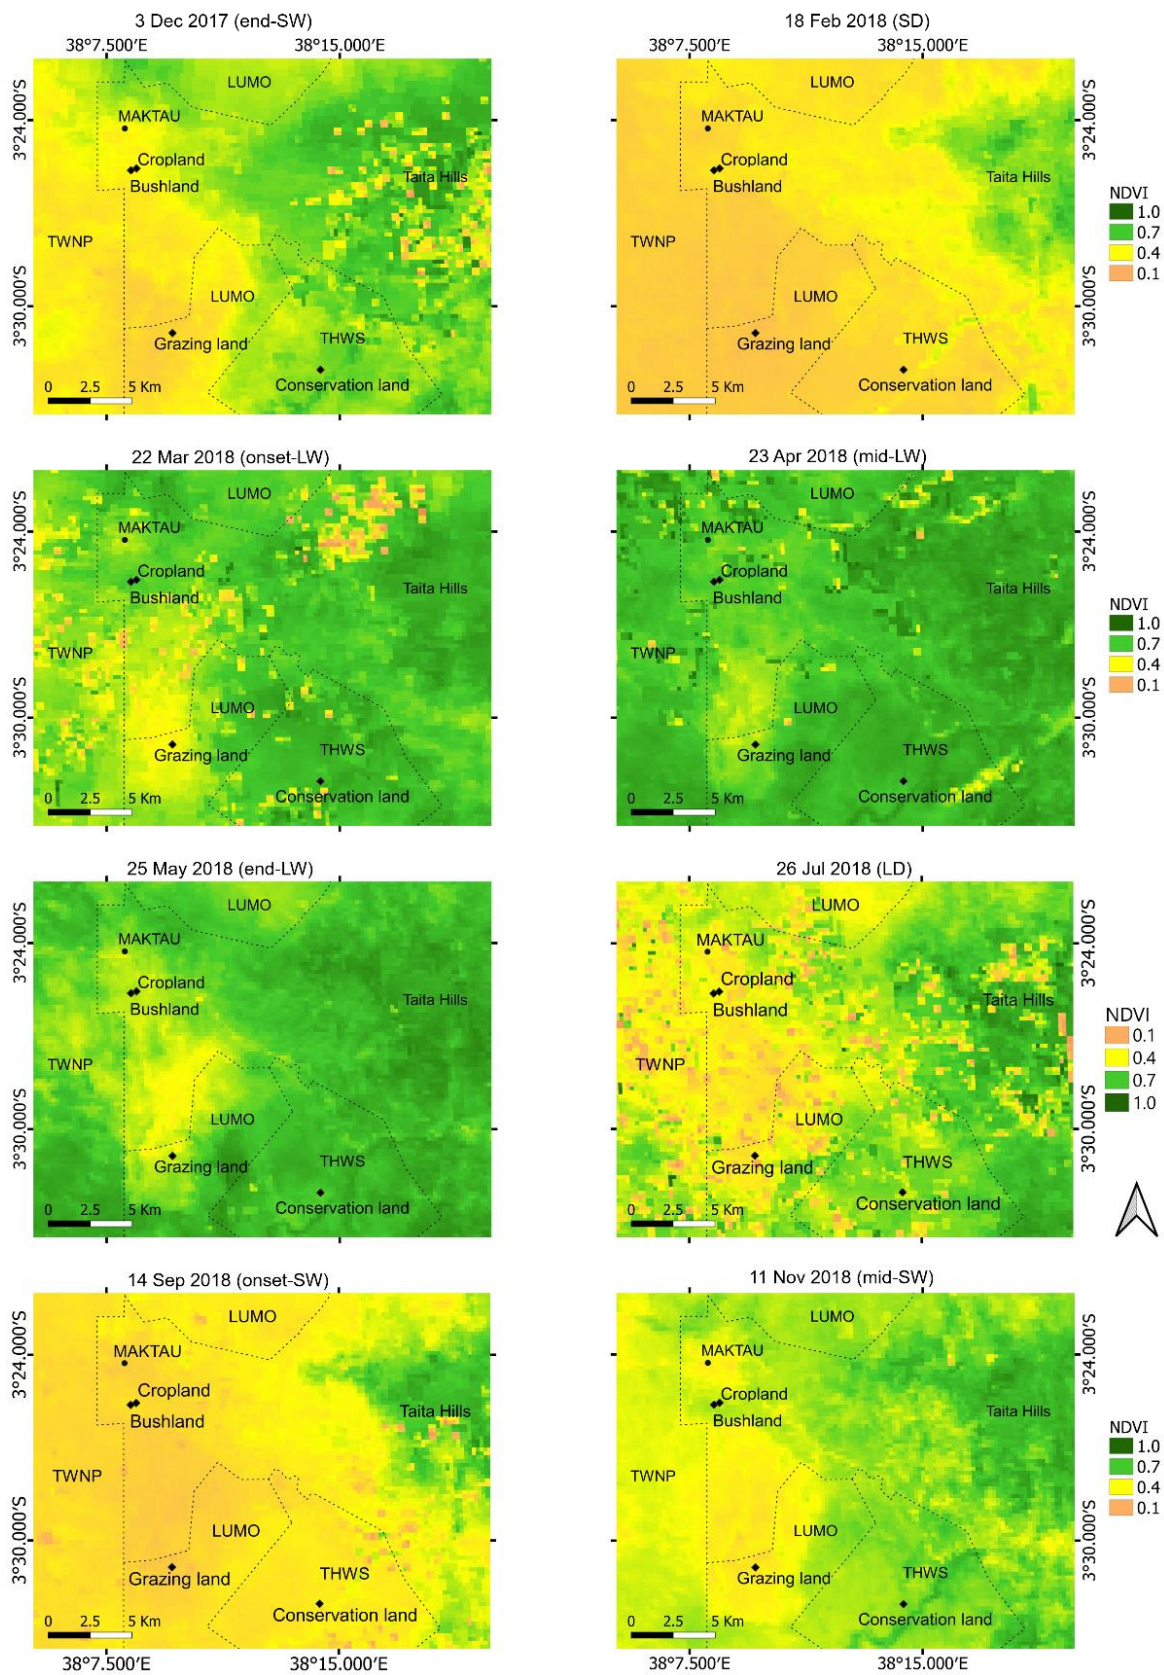 3 Dec 2017 (end-SW)
18 Feb 2018 (SD)
38°7.500'E
38°15.000'E
38°7.500'E
38°15.000'E
3°24.000'S
3°30.000'S
LUMO
MAKTAU
Cropland
Bushland
Taita Hills
TWNP
LUMO
THWS
Grazing land
Conservation land
0 2.5 5 Km
LUMO
MAKTAU
Cropland
Bushland
Taita Hills
TWNP
LUMO
THWS
Grazing land
Conservation land
0 2.5 5 Km
3°24.000'S
3°30.000'S
NDVI
1.0
0.7
0.4
0.1
22 Mar 2018 (onset-LW)
23 Apr 2018 (mid-LW)
3°24.000'S
3°30.000'S
LUMO
MAKTAU
Cropland
Bushland
Taita Hills
TWNP
LUMO
THWS
Grazing land
Conservation land
0 2.5 5 Km
LUMO
MAKTAU
Cropland
Bushland
Taita Hills
TWNP
LUMO
THWS
Grazing land
Conservation land
0 2.5 5 Km
3°24.000'S
3°30.000'S
NDVI
1.0
0.7
0.4
0.1
25 May 2018 (end-LW)
26 Jul 2018 (LD)
3°24.000'S
3°30.000'S
LUMO
MAKTAU
Cropland
Bushland
Taita Hills
TWNP
LUMO
THWS
Grazing land
Conservation land
0 2.5 5 Km
LUMO
MAKTAU
Cropland
Bushland
Taita Hills
TWNP
LUMO
THWS
Grazing land
Conservation land
0 2.5 5 Km
3°24.000'S
3°30.000'S
NDVI
0.1
0.4
0.7
1.0
14 Sep 2018 (onset-SW)
11 Nov 2018 (mid-SW)
3°24.000'S
3°30.000'S
LUMO
MAKTAU
Cropland
Bushland
Taita Hills
TWNP
LUMO
THWS
Grazing land
Conservation land
0 2.5 5 Km
LUMO
MAKTAU
Cropland
Bushland
Taita Hills
TWNP
LUMO
THWS
Grazing land
Conservation land
0 2.5 5 Km
3°24.000'S
3°30.000'S
NDVI
1.0
0.7
0.4
0.1
38°7.500'E
38°15.000'E
38°7.500'E
38°15.000'E